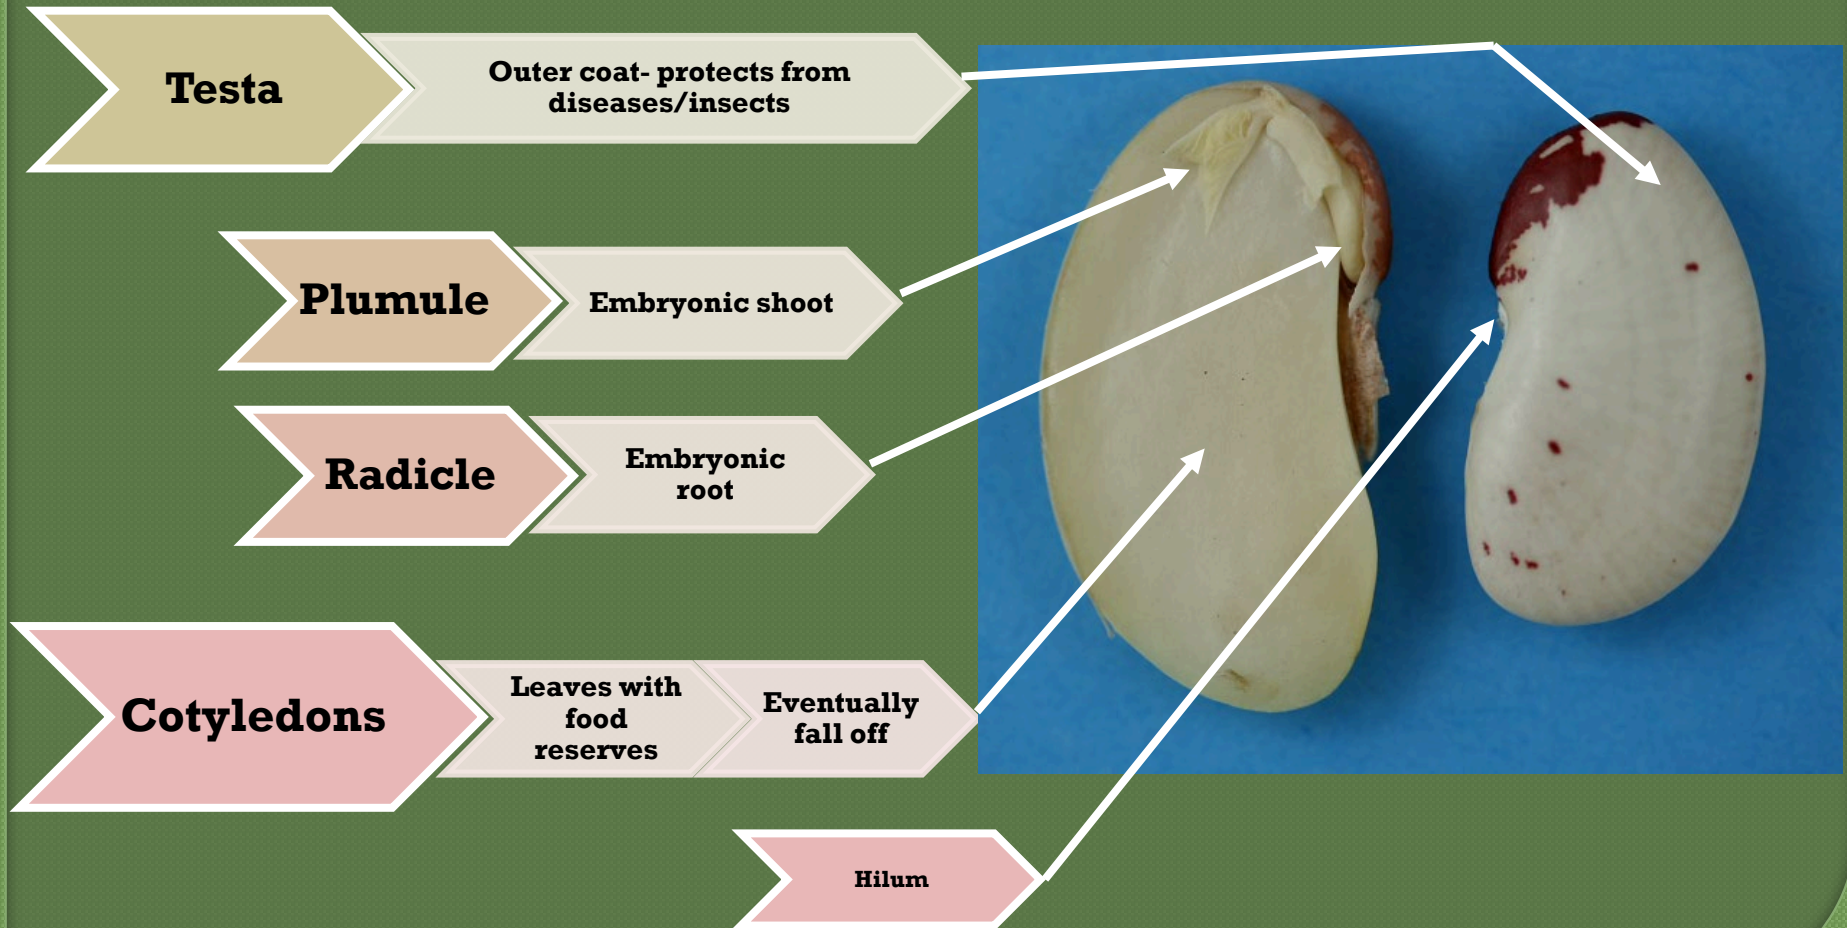 Testa
Outer coat- protects from
diseases/insects
Plumule
Embryonic shoot
Radicle
Embryonic
root
Cotyledons
Leaves with
food
reserves
Eventually
fall off
Hilum